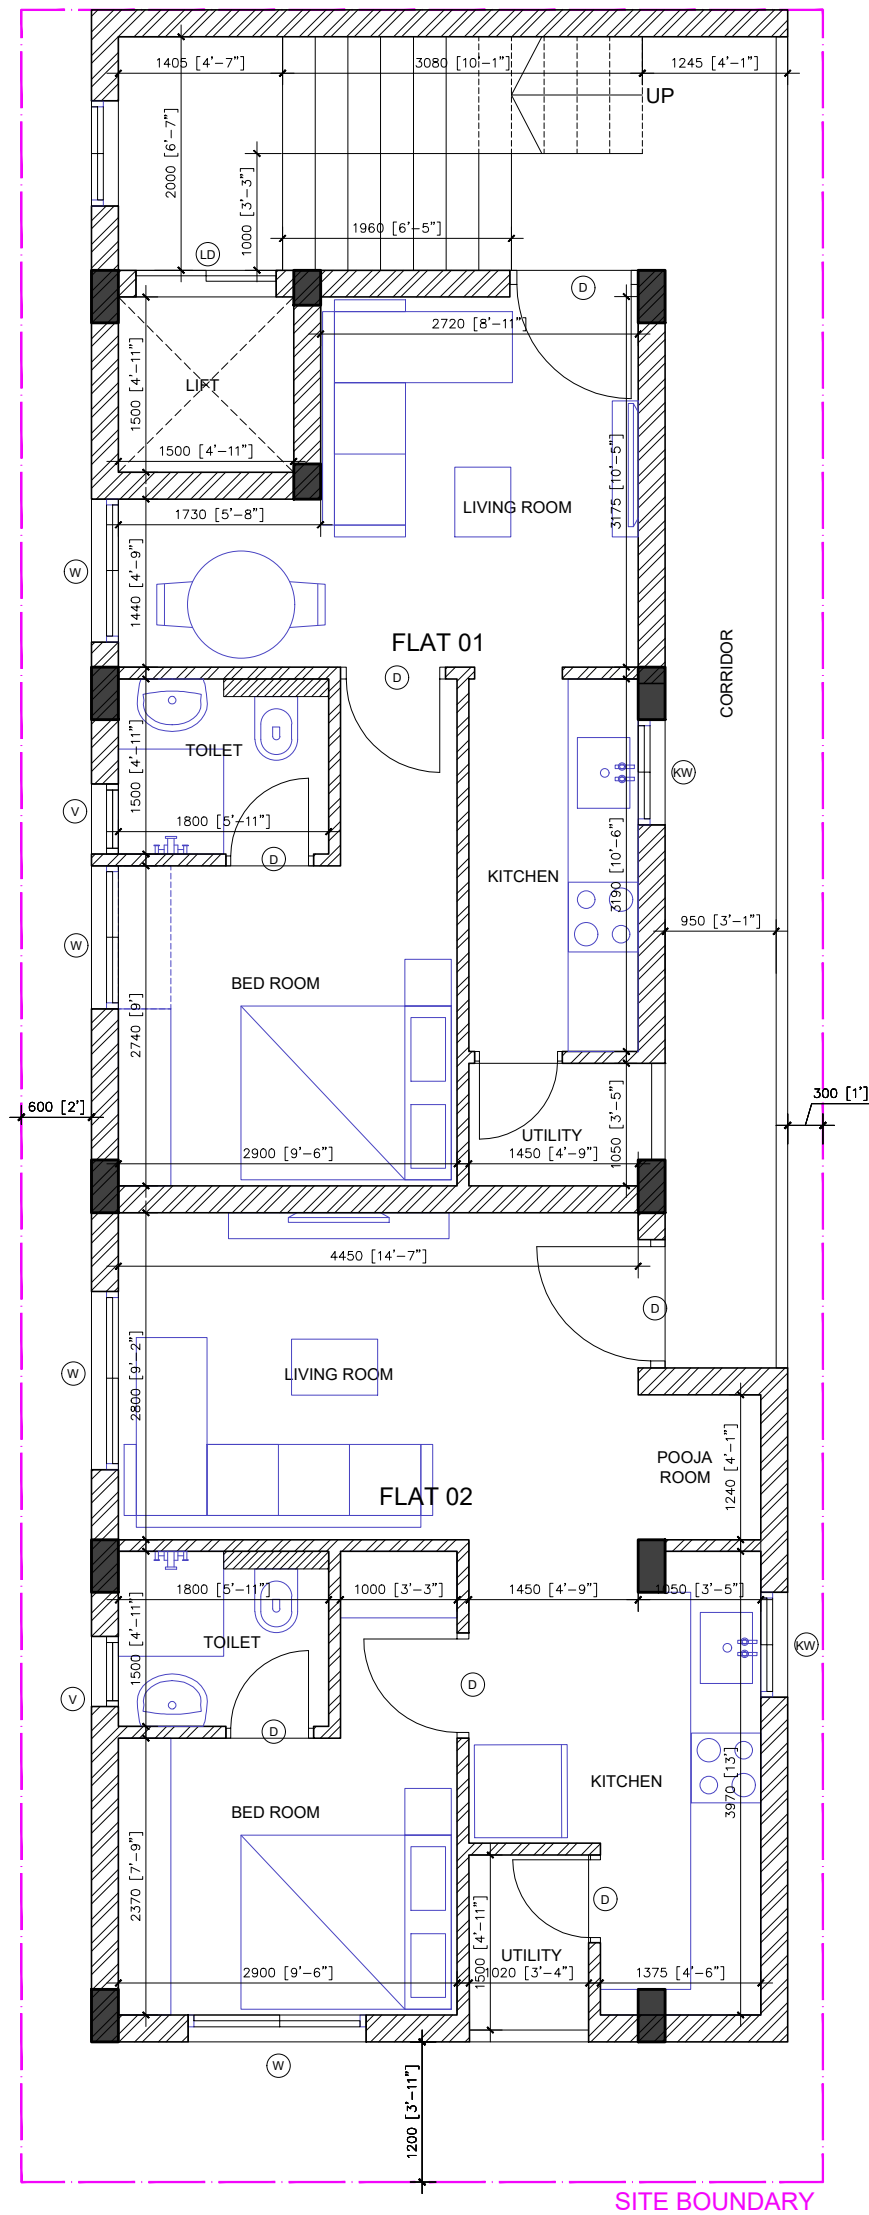 1405 [4'-7"]
3080 [10'-1"]
1245 [4'-1"]
UP
2000 [6'-7"]
1000 [3'-3"]
1960 [6'-5"]
LD
D
2720 [8'-11"]
1500 [4'-11"]
LIFT
1500 [4'-11"]
3175 [10'-5"]
LIVING ROOM
1730 [5'-8"]
W
1440 [4'-9"]
FLAT 01
CORRIDOR
D
TOILET
1500 [4'-11"]
KW
V
1800 [5'-11"]
D
KITCHEN
3190 [10'-6"]
950 [3'-1"]
W
BED ROOM
2740 [9']
600 [2']
300 [1']
UTILITY
1050 [3'-5"]
2900 [9'-6"]
1450 [4'-9"]
4450 [14'-7"]
D
W
LIVING ROOM
2800 [9'-2"]
POOJA
ROOM
1240 [4'-1"]
FLAT 02
1800 [5'-11"]
1000 [3'-3"]
1450 [4'-9"]
1050 [3'-5"]
1500 [4'-11"]
TOILET
KW
D
V
D
KITCHEN
3970 [13']
BED ROOM
2370 [7'-9"]
D
1500 [4'-11"]
UTILITY
2900 [9'-6"]
1020 [3'-4"]
1375 [4'-6"]
W
1200 [3'-11"]
SITE BOUNDARY